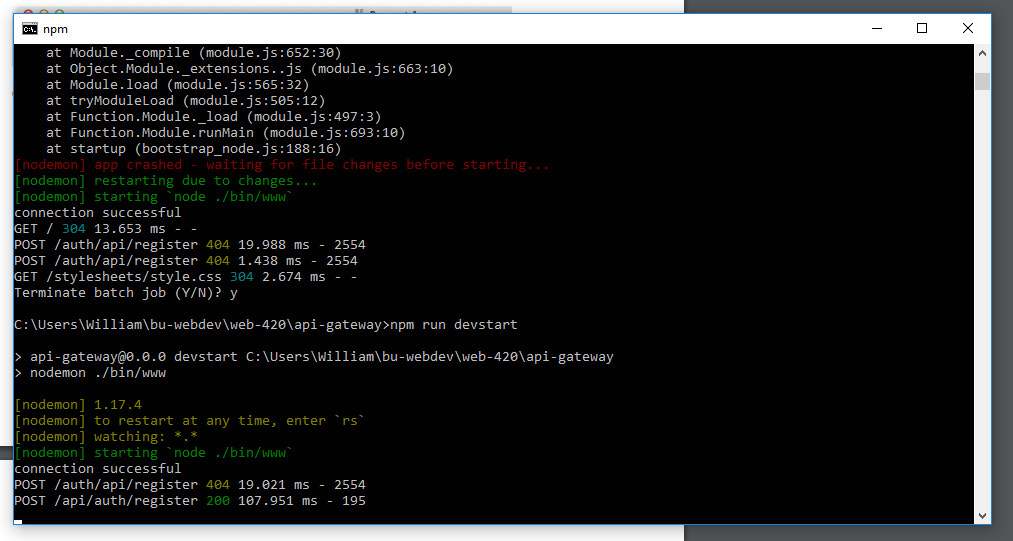 npm
at Module._compile (module.js:652:30)
at Object.Module._extensions..js (module.js:663:10)
at Module.load (module.js:565:32)
at tryModuleLoad (module.js:505:12)
at Function.Module._load (module.js:497:3)
at Function.Module.runMain (module.js:693:10)
at startup (bootstrap_node.js:188:16)
[nodemon] app crashed - waiting for file changes before starting...
[nodemon] restarting due to changes...
[nodemon] starting `node ./bin/www`
connection successful
GET / 304 13.653 ms - -
POST /auth/api/register 404 19.988 ms - 2554
POST /auth/api/register 404 1.438 ms - 2554
GET /stylesheets/style.css 304 2.674 ms - -
Terminate batch job (Y/N)? y
C:\Users\William\bu-webdev\web-420\api-gateway>npm run devstart
> api-gateway@0.0.0 devstart C:\Users\William\bu-webdev\web-420\api-gateway
> nodemon ./bin/www
[nodemon] 1.17.4
[nodemon] to restart at any time, enter `rs`
[nodemon] watching: *.*
[nodemon] starting `node ./bin/www`
connection successful
POST /auth/api/register 404 19.021 ms - 2554
POST /api/auth/register 200 107.951 ms - 195